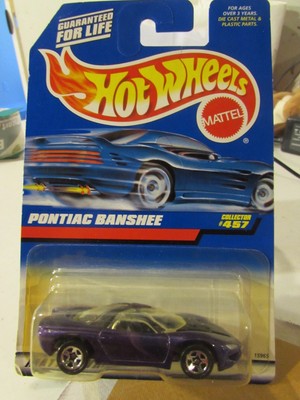 GUARANTEED
FOR LIFE
FOR AGES
OVER 3 YEARS.
DIE CAST METAL &
PLASTIC PARTS.
HOT WHEELS
MATTEL
®
PONTIAC BANSHEE
COLLECTOR
#457